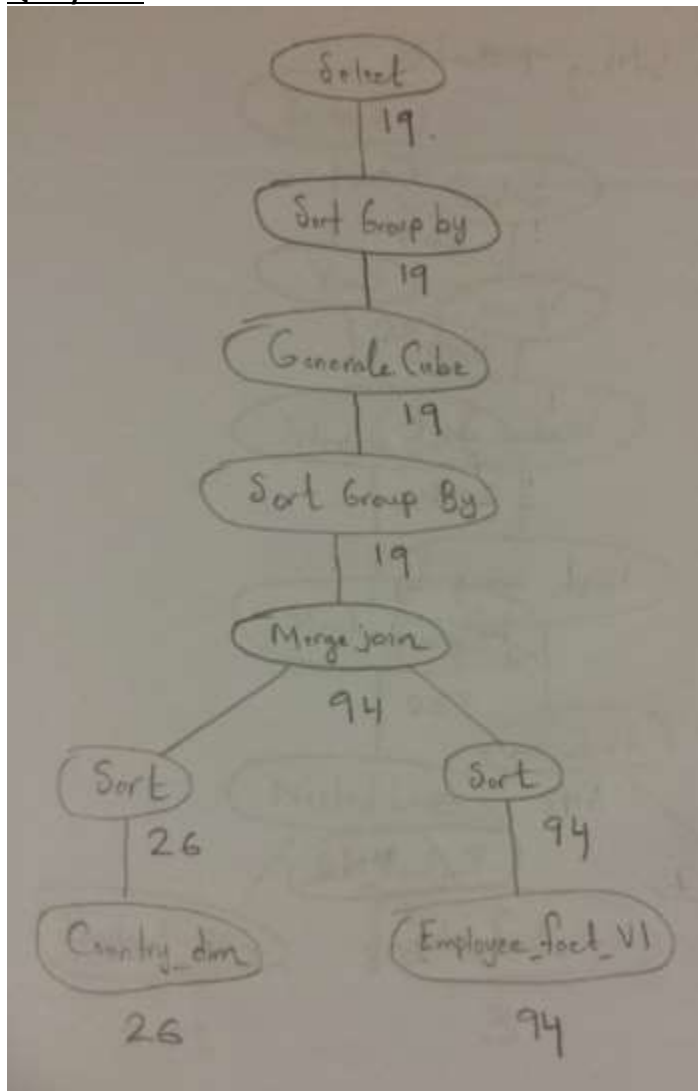 Select
19.
Sort Group by
19
Generate Cube
19
Sort Group By
19
Merge join
94
Sort
Sort
26
94
Country_dim
Employee_fact_V1
26
94